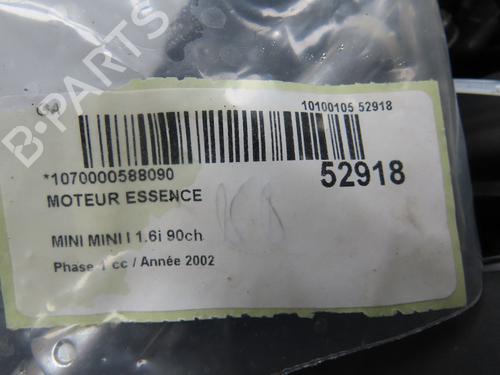 B-PARTS
10100105 52918
*1070000588090
52918
MOTEUR ESSENCE
MINI MINI I 1.6i 90ch
Phase 1 cc / Année 2002